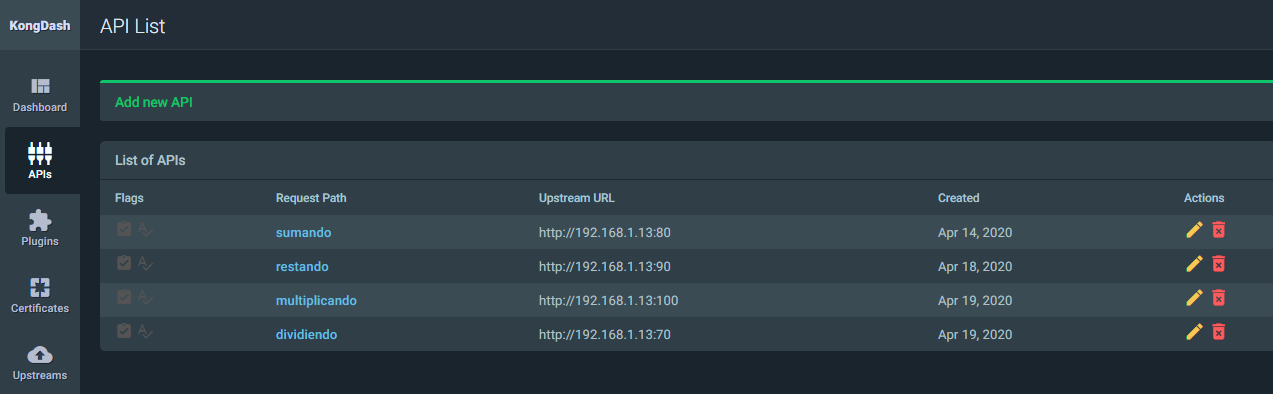 KongDash
API List
Dashboard
APIs
Plugins
Certificates
Upstreams
Add new API
List of APIs
Flags Request Path Upstream URL Created Actions
sumando http://192.168.1.13:80 Apr 14, 2020
restando http://192.168.1.13:90 Apr 18, 2020
multiplicando http://192.168.1.13:100 Apr 19, 2020
dividiendo http://192.168.1.13:70 Apr 19, 2020